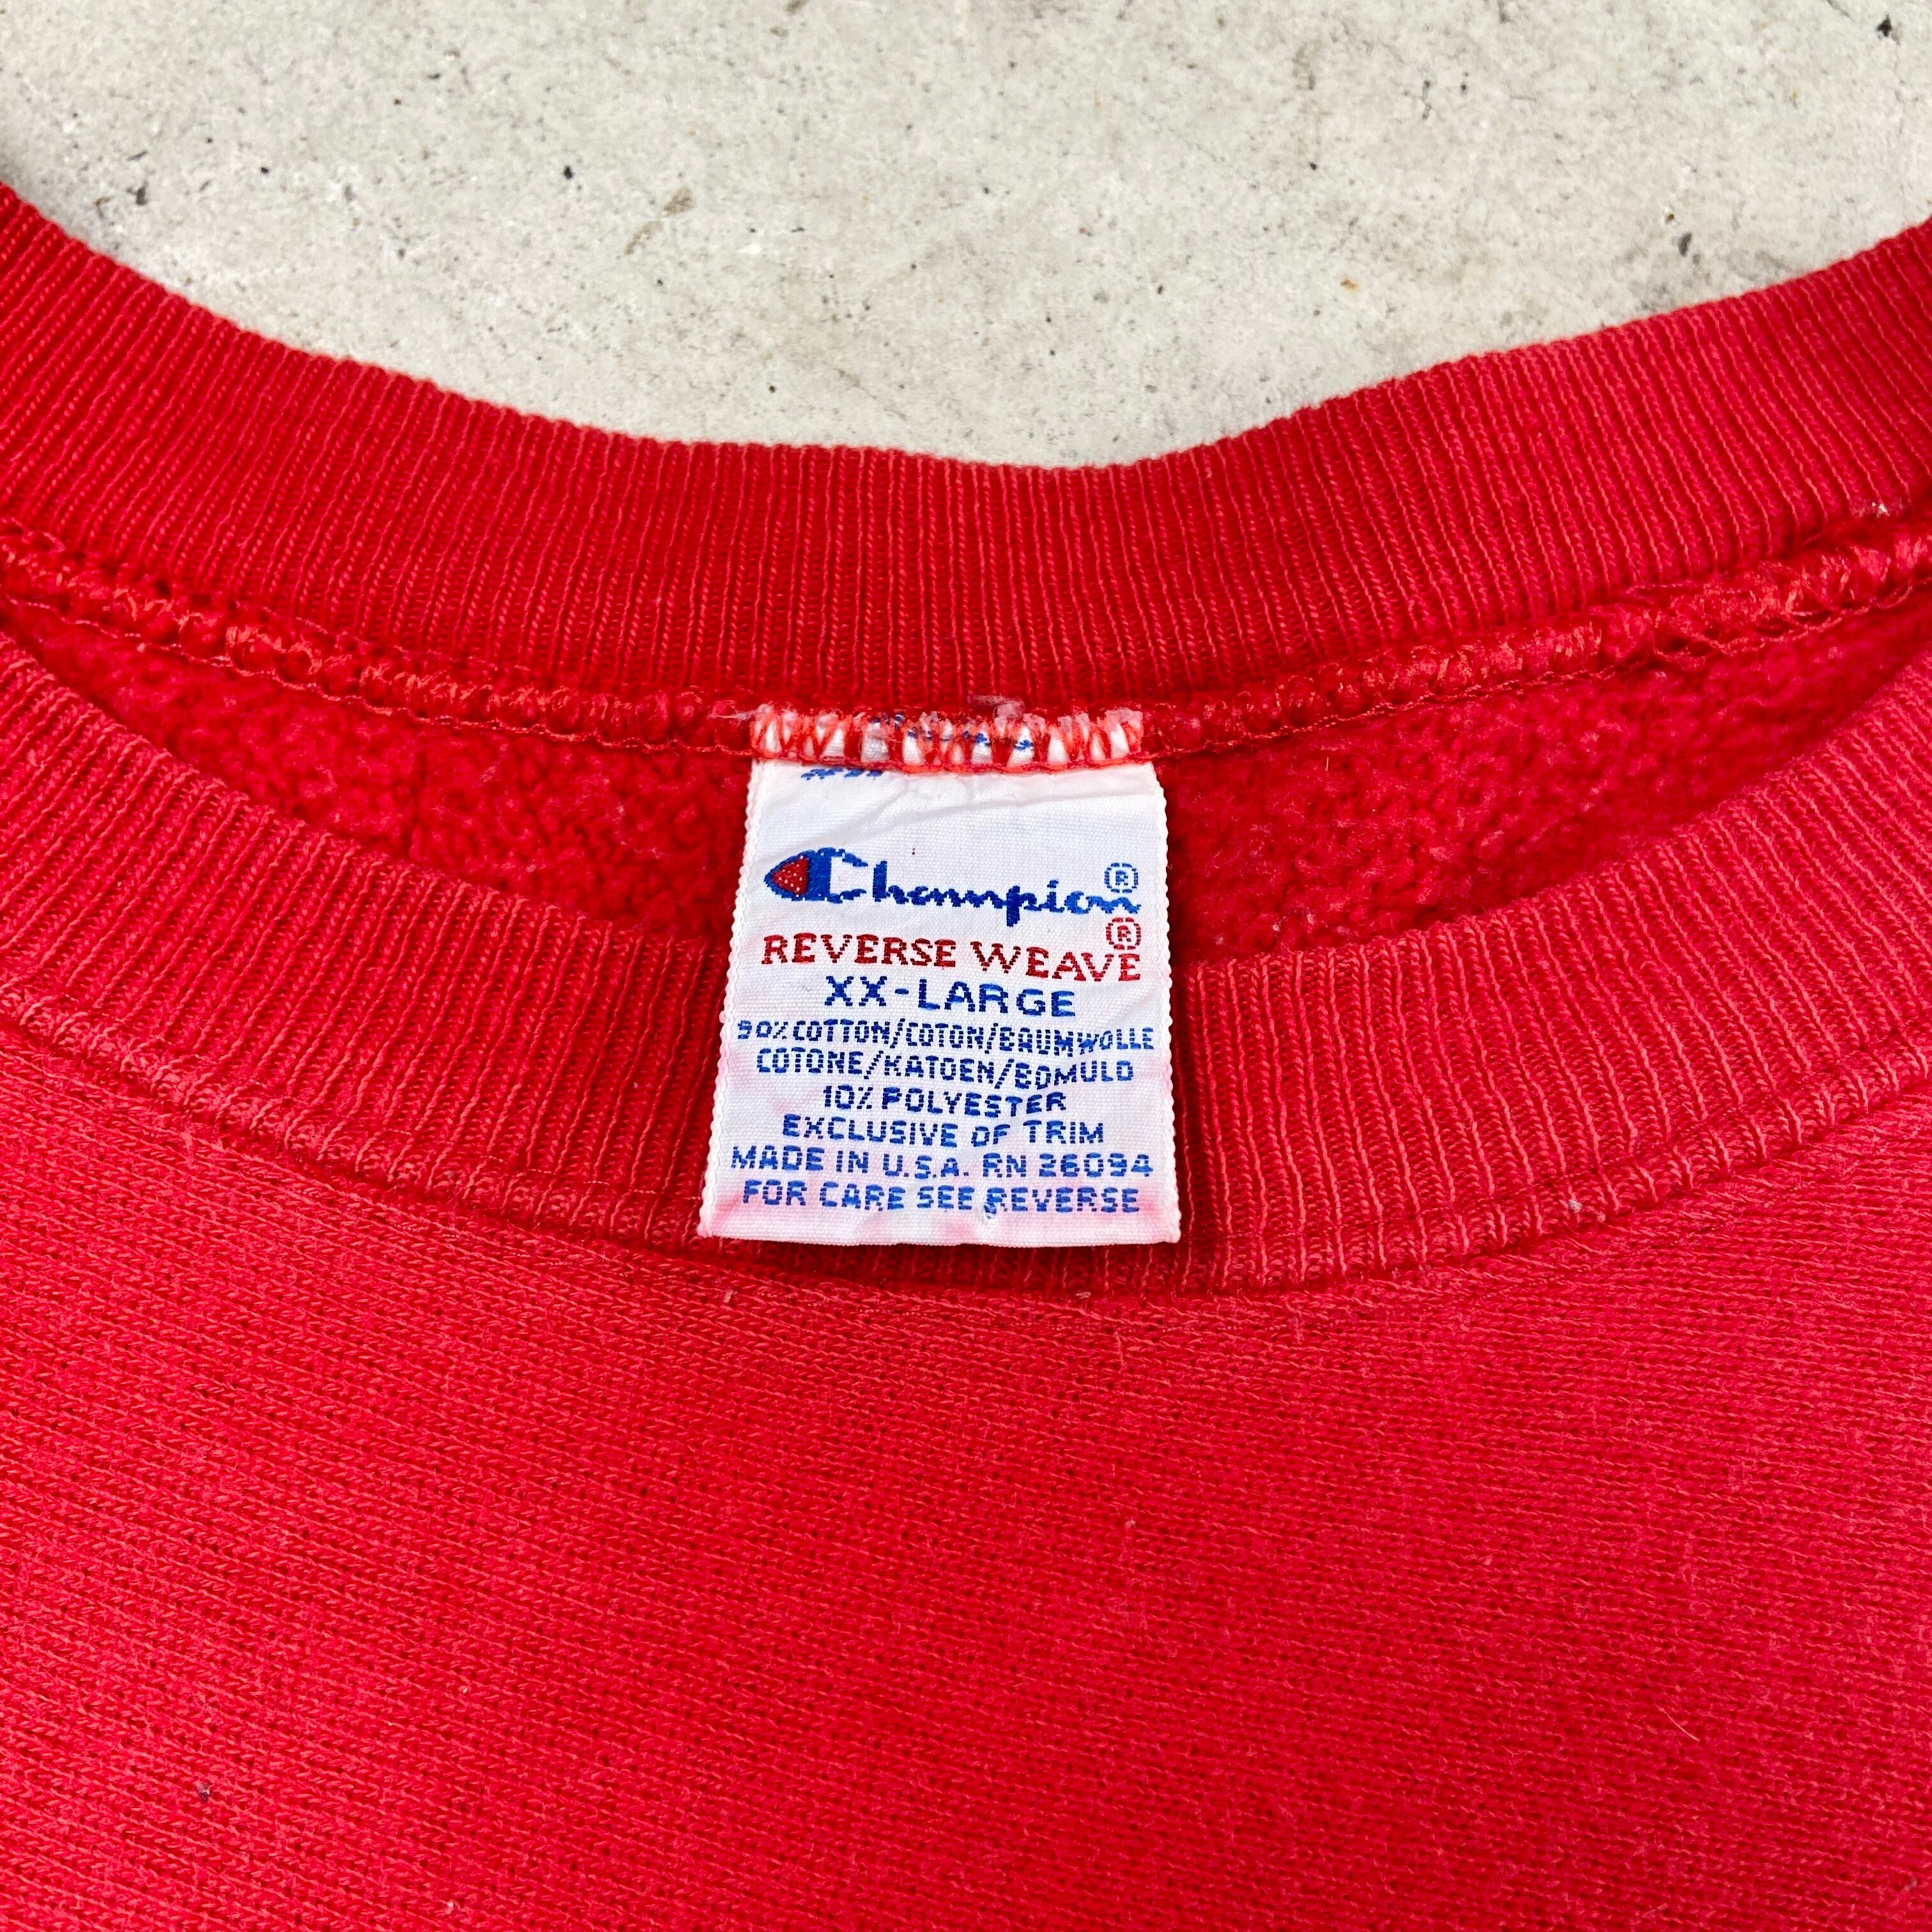 Champion®
REVERSE WEAVE®
XX-LARGE
90% COTTON/COTON/BAUMWOLLE
COTONE/KATOEN/BOMULD
10% POLYESTER
EXCLUSIVE OF TRIM
MADE IN U.S.A. RN 26094
FOR CARE SEE REVERSE